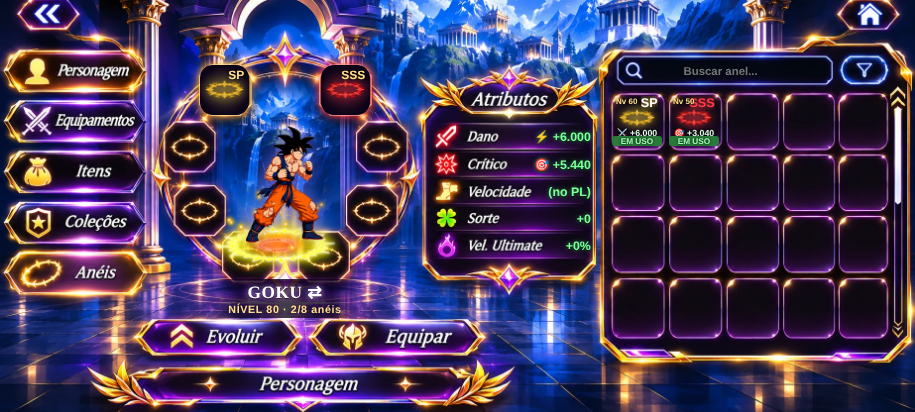 Personagem
Equipamentos
Itens
Coleções
Anéis
SP
SSS
GOKU ⇄
NÍVEL 80 · 2/8 anéis
Evoluir
Equipar
Personagem
Atributos
Dano ⚡ +6.000
Crítico 🎯 +5.440
Velocidade (no PL)
Sorte +0
Vel. Ultimate +0%
Buscar anel...
Nv 60 SP
⚔ +6.000
EM USO
Nv 50 SSS
🎯 +3.040
EM USO